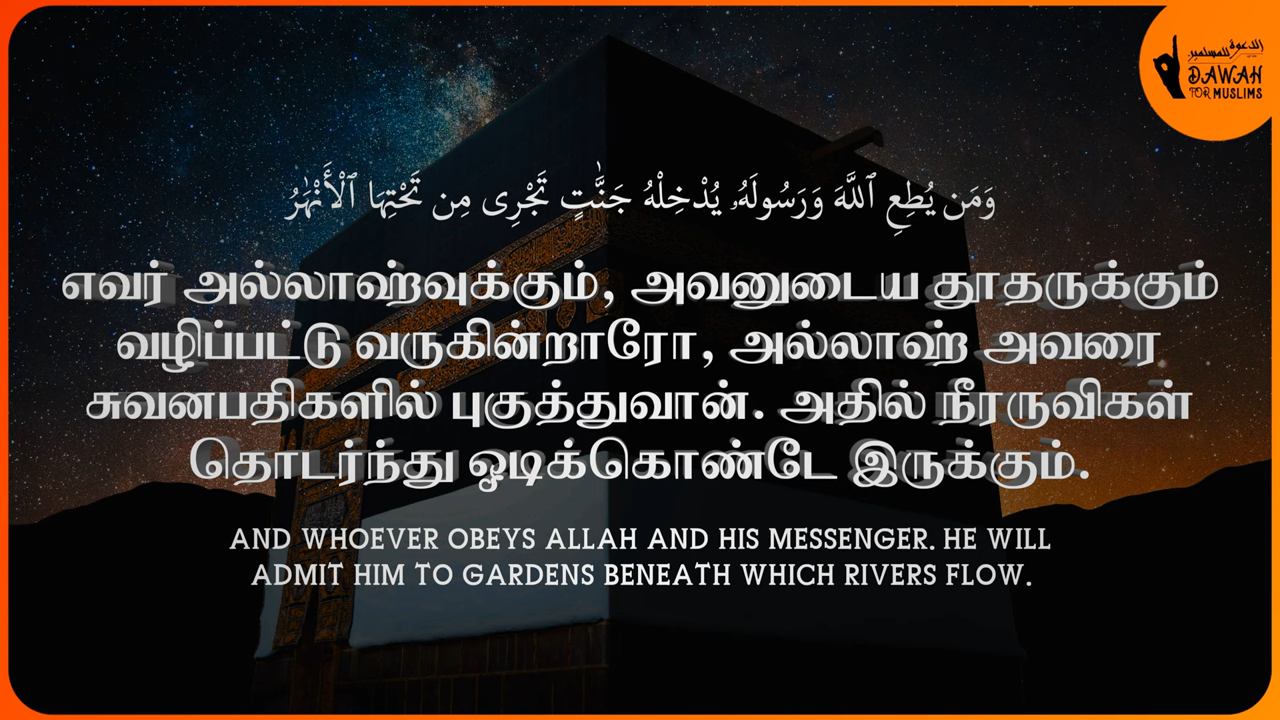 الدعوة للمسلمين
DAWAH
FOR MUSLIMS
وَمَن يُطِعِ ٱللَّهَ وَرَسُولَهُۥ يُدْخِلْهُ جَنَّٰتٍ تَجْرِى مِن تَحْتِهَا ٱلْأَنْهَٰرُ
எவர் அல்லாஹ்வுக்கும், அவனுடைய தூதருக்கும்
வழிப்பட்டு வருகின்றாரோ, அல்லாஹ் அவரை
சுவனபதிகளில் புகுத்துவான். அதில் நீரருவிகள்
தொடர்ந்து ஓடிக்கொண்டே இருக்கும்.
AND WHOEVER OBEYS ALLAH AND HIS MESSENGER. HE WILL
ADMIT HIM TO GARDENS BENEATH WHICH RIVERS FLOW.